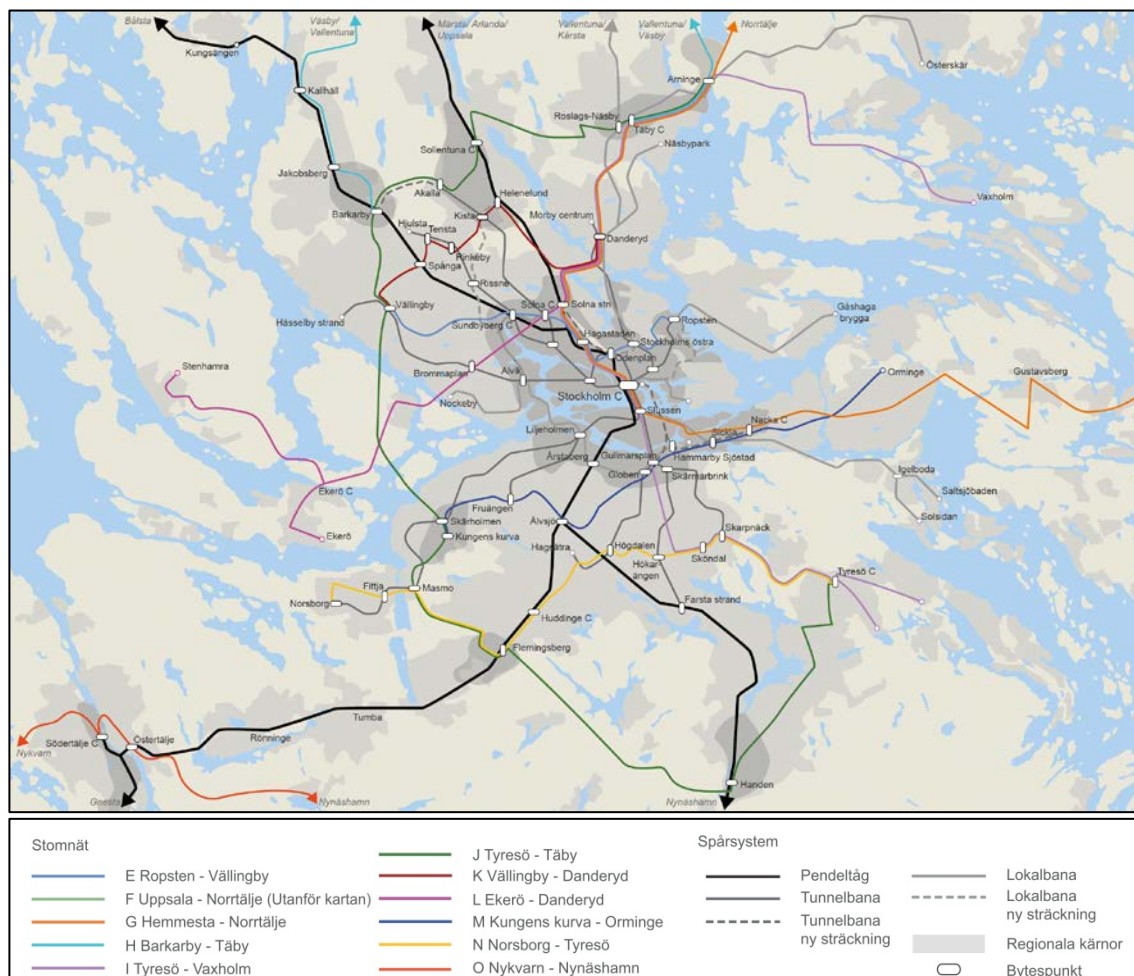 Bålsta
Väsby/
Vallentuna
Märsta/ Arlanda/
Uppsala
Vallentuna/
Kårsta
Vallentuna/
Väsby
Norrtälje
Kungsängen
Österskär
Kallhäll
Arninge
Roslags-Näsby
Täby C
Näsbypark
Sollentuna C
Jakobsberg
Akalla
Helenelund
Vaxholm
Barkarby
Hjulsta
Tensta
Kista
Mörby centrum
Danderyd
Rinkeby
Spånga
Rissne
Vällingby
Solna C
Solna stn
Hässelby strand
Sundbyberg C
Ropsten
Gåshaga
brygga
Hagastaden
Stockholms östra
Odenplan
Stenhamra
Brommaplan
Alvik
Orminge
Gustavsberg
Stockholm C
Nockeby
Slussen
Nacka C
Liljeholmen
Sickla
Årstaberg
Gullmarsplan
Hammarby Sjöstad
Globen
Skärmarbrink
Igelboda
Ekerö C
Saltsjöbaden
Fruängen
Solsidan
Skärholmen
Älvsjö
Skarpnäck
Ekerö
Kungens kurva
Hagsätra
Högdalen
Sköndal
Hökar
ängen
Tyresö C
Fittja
Masmo
Norsborg
Farsta strand
Huddinge C
Flemingsberg
Tumba
Södertälje C
Östertälje
Rönninge
Nykvarn
Handen
Gnesta
Nynäshamn
Nynäshamn
Stomnät
E Ropsten - Vällingby
F Uppsala - Norrtälje (Utanför kartan)
G Hemmesta - Norrtälje
H Barkarby - Täby
I Tyresö - Vaxholm
J Tyresö - Täby
K Vällingby - Danderyd
L Ekerö - Danderyd
M Kungens kurva - Orminge
N Norsborg - Tyresö
O Nykvarn - Nynäshamn
Spårsystem
Pendeltåg
Tunnelbana
Tunnelbana
ny sträckning
Lokalbana
Lokalbana
ny sträckning
Regionala kärnor
Bytespunkt